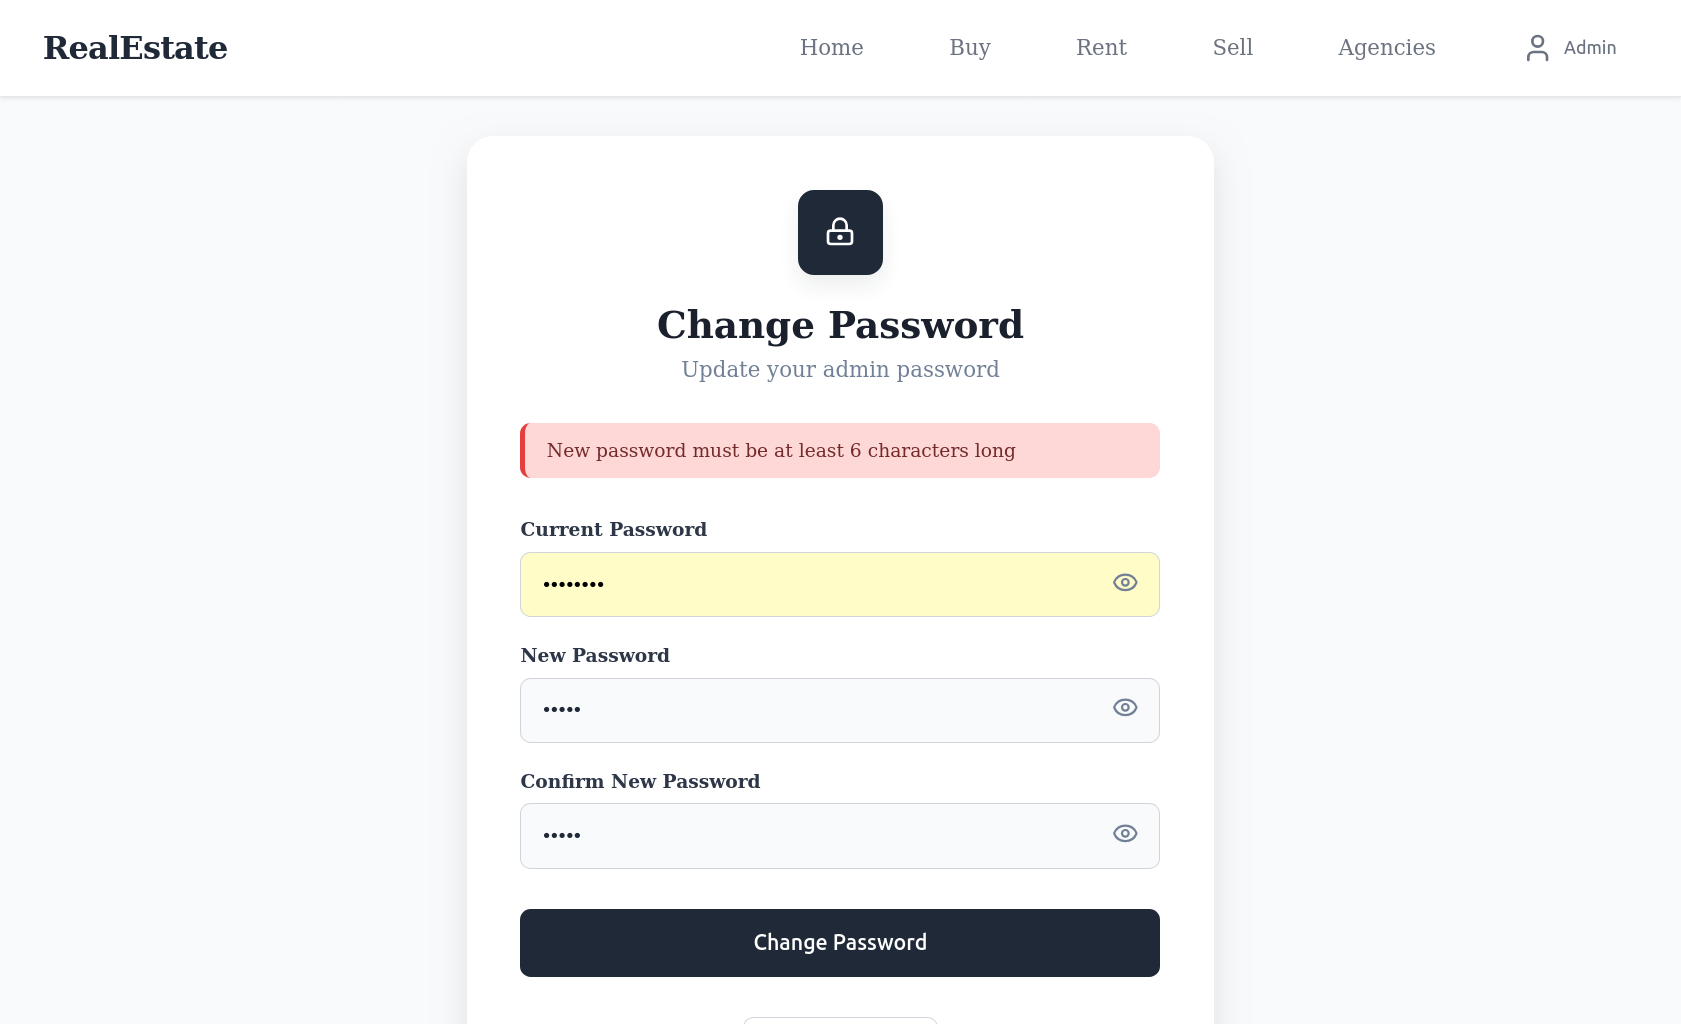 RealEstate
Home
Buy
Rent
Sell
Agencies
Admin
Change Password
Update your admin password
New password must be at least 6 characters long
Current Password
••••••••
New Password
•••••
Confirm New Password
•••••
Change Password